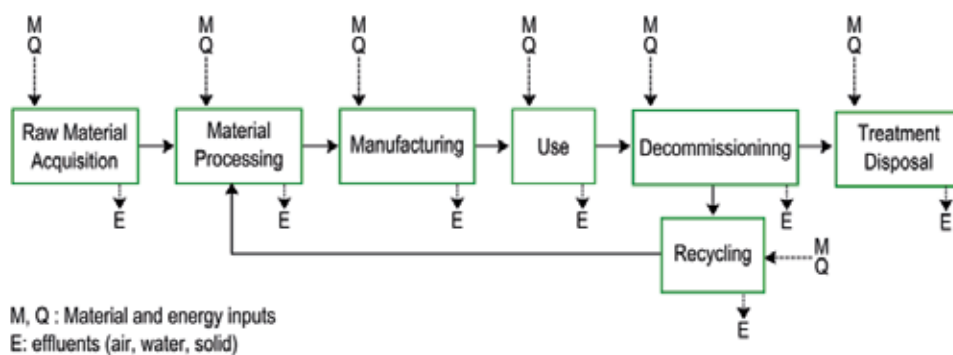 M
Q
M
Q
M
Q
M
Q
M
Q
M
Q
Raw Material
Acquisition
Material
Processing
Manufacturing
Use
Decommissioninng
Treatment
Disposal
E
E
E
E
E
E
Recycling
M
Q
E
M, Q : Material and energy inputs
E: effluents (air, water, solid)